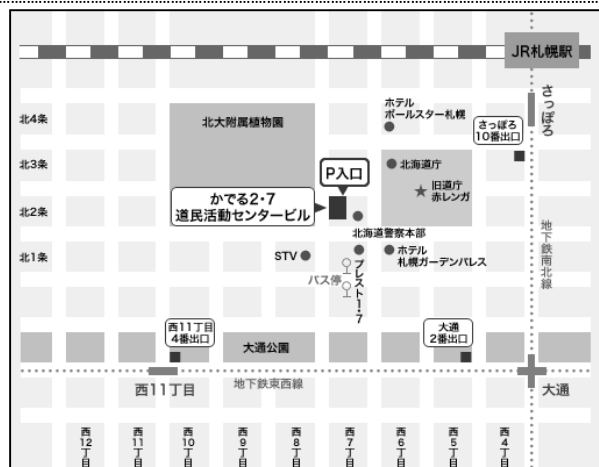 JR札幌駅
さっぽろ
ホテル
ポールスター札幌
さっぽろ
10番出口
北4条
北大附属植物園
北3条
P入口
北海道庁
旧道庁
赤レンガ
かでる2・7
道民活動センタービル
北2条
北海道警察本部
地下鉄南北線
北1条
STV
ホテル
札幌ガーデンパレス
バス停
プレスト1・7
西11丁目
4番出口
大通公園
大通
2番出口
西11丁目
地下鉄東西線
大通
西12丁目
西11丁目
西10丁目
西9丁目
西8丁目
西7丁目
西6丁目
西5丁目
西4丁目